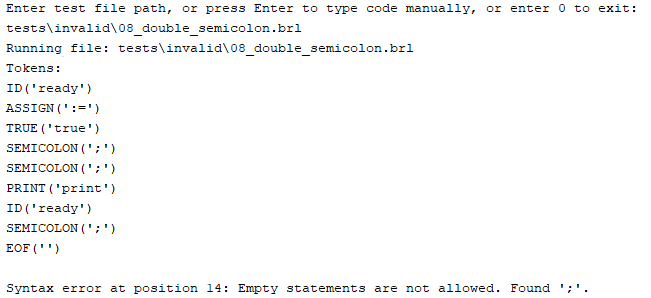 Enter test file path, or press Enter to type code manually, or enter 0 to exit:
tests\invalid\08_double_semicolon.brl
Running file: tests\invalid\08_double_semicolon.brl
Tokens:
ID('ready')
ASSIGN(':=')
TRUE('true')
SEMICOLON(';')
SEMICOLON(';')
PRINT('print')
ID('ready')
SEMICOLON(';')
EOF('')
Syntax error at position 14: Empty statements are not allowed. Found ';'.